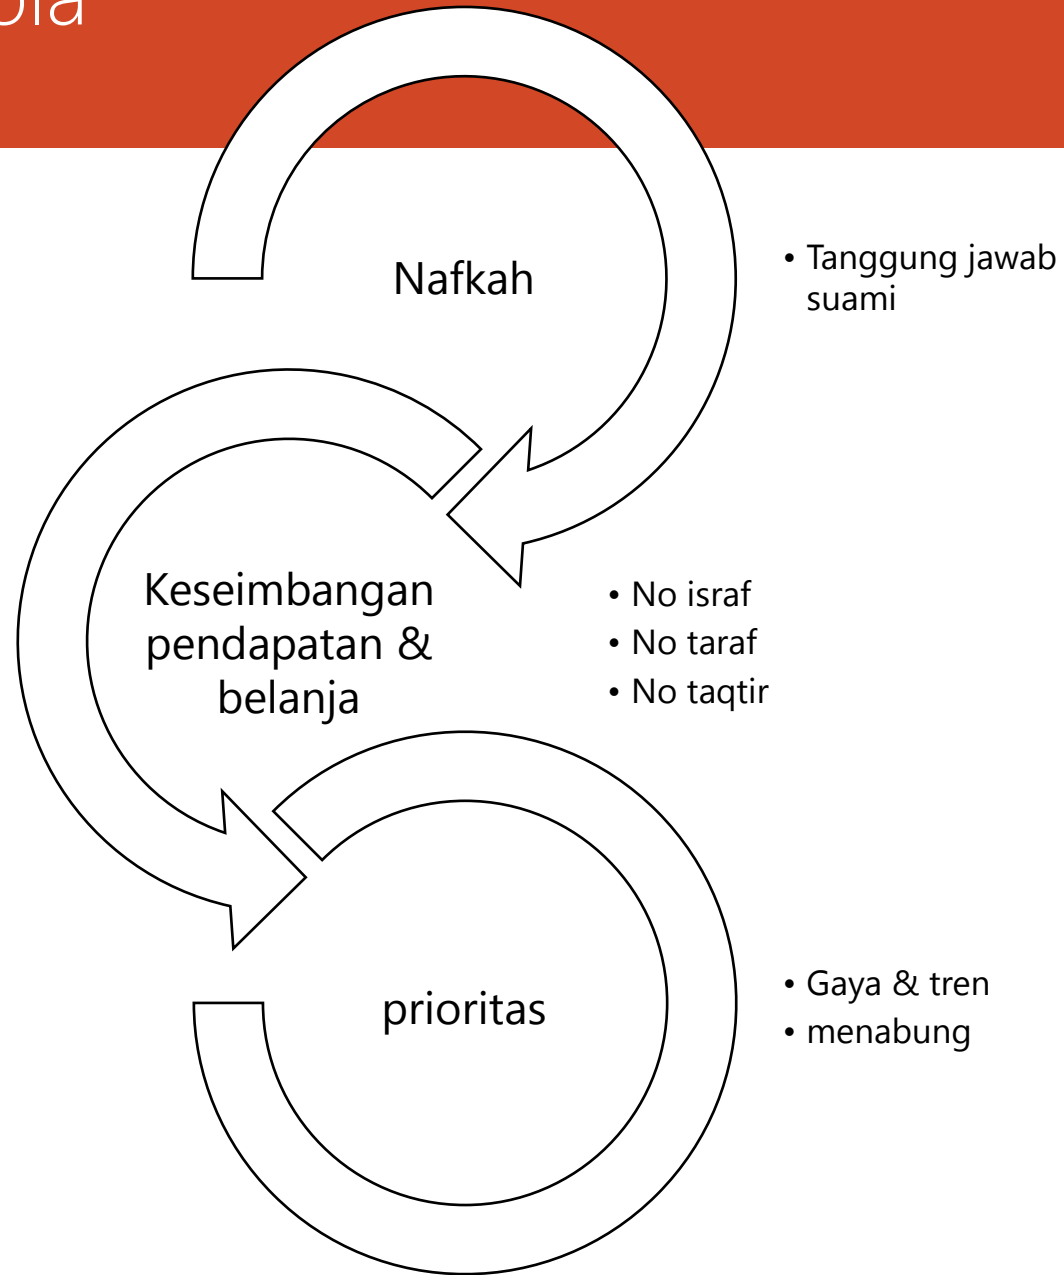 Nafkah
• Tanggung jawab
suami
Keseimbangan
pendapatan &
belanja
• No israf
• No taraf
• No taqtir
prioritas
• Gaya & tren
• menabung